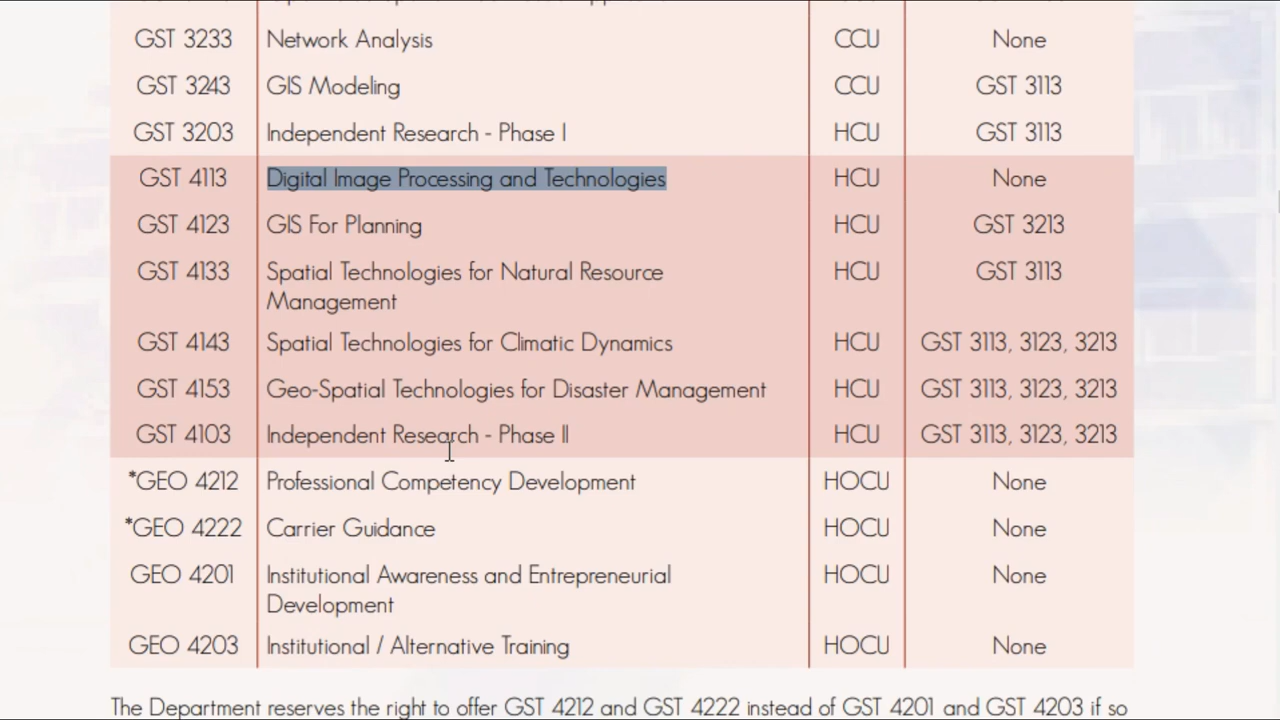 GST 3233 Network Analysis CCU None
GST 3243 GIS Modeling CCU GST 3113
GST 3203 Independent Research - Phase I HCU GST 3113
GST 4113 Digital Image Processing and Technologies HCU None
GST 4123 GIS For Planning HCU GST 3213
GST 4133 Spatial Technologies for Natural Resource HCU GST 3113
Management
GST 4143 Spatial Technologies for Climatic Dynamics HCU GST 3113, 3123, 3213
GST 4153 Geo-Spatial Technologies for Disaster Management HCU GST 3113, 3123, 3213
GST 4103 Independent Research - Phase II HCU GST 3113, 3123, 3213
*GEO 4212 Professional Competency Development HOCU None
*GEO 4222 Carrier Guidance HOCU None
GEO 4201 Institutional Awareness and Entrepreneurial HOCU None
Development
GEO 4203 Institutional / Alternative Training HOCU None
The Department reserves the right to offer GST 4212 and GST 4222 instead of GST 4201 and GST 4203 if so